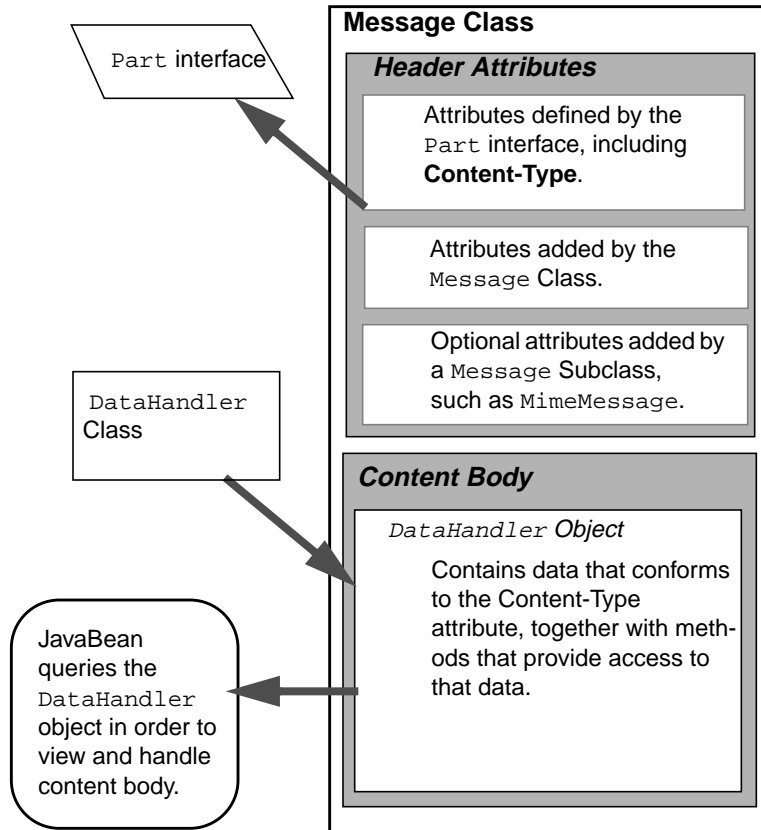 Message Class
Part interface
Header Attributes
Attributes defined by the
Part interface, including
Content-Type.
Attributes added by the
Message Class.
Optional attributes added by
a Message Subclass,
such as MimeMessage.
DataHandler
Class
Content Body
DataHandler Object
Contains data that conforms
to the Content-Type
attribute, together with meth-
ods that provide access to
that data.
JavaBean
queries the
DataHandler
object in order to
view and handle
content body.